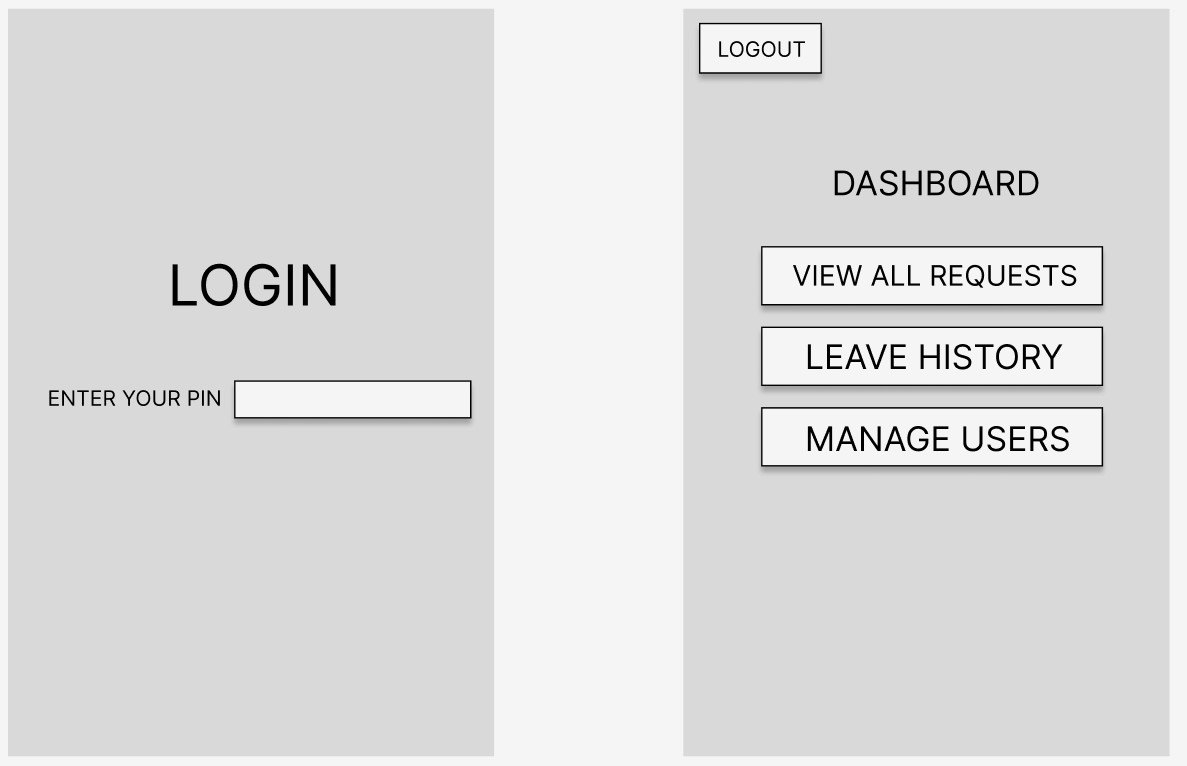 LOGIN
ENTER YOUR PIN
LOGOUT
DASHBOARD
VIEW ALL REQUESTS
LEAVE HISTORY
MANAGE USERS